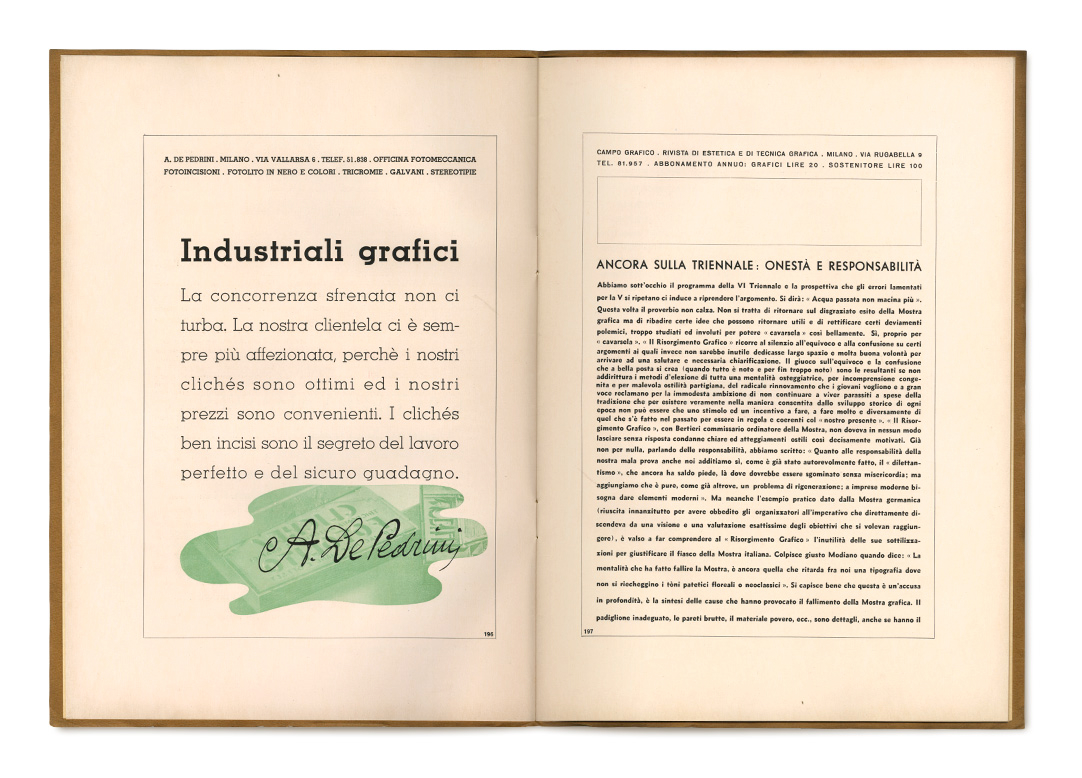 A. DE PEDRINI . MILANO . VIA VALLARSA 6 . TELEF. 51.838 . OFFICINA FOTOMECCANICA
FOTOINCISIONI . FOTOLITO IN NERO E COLORI . TRICROMIE . GALVANI . STEREOTIPIE
Industriali grafici
La concorrenza sfrenata non ci
turba. La nostra clientela ci è sem-
pre più affezionata, perchè i nostri
clichés sono ottimi ed i nostri
prezzi sono convenienti. I clichés
ben incisi sono il segreto del lavoro
perfetto e del sicuro guadagno.
A. De Pedrini
196
CAMPO GRAFICO . RIVISTA DI ESTETICA E DI TECNICA GRAFICA . MILANO . VIA RUGABELLA 9
TEL. 81.957 . ABBONAMENTO ANNUO: GRAFICI LIRE 20 . SOSTENITORE LIRE 100
ANCORA SULLA TRIENNALE: ONESTÀ E RESPONSABILITÀ
Abbiamo sott'occhio il programma della VI Triennale e la prospettiva che gli errori lamentati
per la V si ripetano ci induce a riprendere l'argomento. Si dirà: « Acqua passata non macina più ».
Questa volta il proverbio non calza. Non si tratta di ritornare sul disgraziato esito della Mostra
grafica ma di ribadire certe idee che possono ritornare utili e di rettificare certi deviamenti
polemici, troppo studiati ed involuti per potere « cavarsela » così bellamente. Sì, proprio per
« cavarsela ». « Il Risorgimento Grafico » ricorre al silenzio all'equivoco e alla confusione su certi
argomenti ai quali invece non sarebbe inutile dedicasse largo spazio e molta buona volontà per
arrivare ad una salutare e necessaria chiarificazione. Il giuoco sull'equivoco e la confusione
che a bella posta si crea (quando tutto è noto e per fin troppo noto) sono le resultanti se non
addirittura i metodi d'elezione di tutta una mentalità osteggiatrice, per incomprensione conge-
nita e per malevola ostilità partigiana, del radicale rinnovamento che i giovani vogliono e a gran
voce reclamano per la immodesta ambizione di non continuare a viver parassiti a spese della
tradizione che per esistere veramente nella maniera consentita dallo sviluppo storico di ogni
epoca non può essere che uno stimolo ed un incentivo a fare, a fare molto e diversamente di
quel che s'è fatto nel passato per essere in regola e coerenti col « nostro presente ». « Il Risor-
gimento Grafico », con Bertieri commissario ordinatore della Mostra, non doveva in nessun modo
lasciare senza risposta condanne chiare ed atteggiamenti ostili così decisamente motivati. Già
non per nulla, parlando delle responsabilità, abbiamo scritto: « Quanto alle responsabilità della
nostra mala prova anche noi additiamo sì, come è già stato autorevolmente fatto, il « dilettan-
tismo », che ancora ha saldo piede, là dove dovrebbe essere sgominato senza misericordia; ma
aggiungiamo che è pure, come già altrove, un problema di rigenerazione; a imprese moderne bi-
sogna dare elementi moderni ». Ma neanche l'esempio pratico dato dalla Mostra germanica
(riuscita innanzitutto per avere obbedito gli organizzatori all'imperativo che direttamente di-
scendeva da una visione e una valutazione esattissime degli obiettivi che si volevan raggiun-
gere), è valso a far comprendere al « Risorgimento Grafico » l'inutilità delle sue sottilizza-
zioni per giustificare il fiasco della Mostra italiana. Colpisce giusto Modiano quando dice: « La
mentalità che ha fatto fallire la Mostra, è ancora quella che ritarda fra noi una tipografia dove
non si riecheggino i tòni patetici floreali o neoclassici ». Si capisce bene che questa è un'accusa
in profondità, è la sintesi delle cause che hanno provocato il fallimento della Mostra grafica. Il
padiglione inadeguato, le pareti brutte, il materiale povero, ecc., sono dettagli, anche se hanno il
197